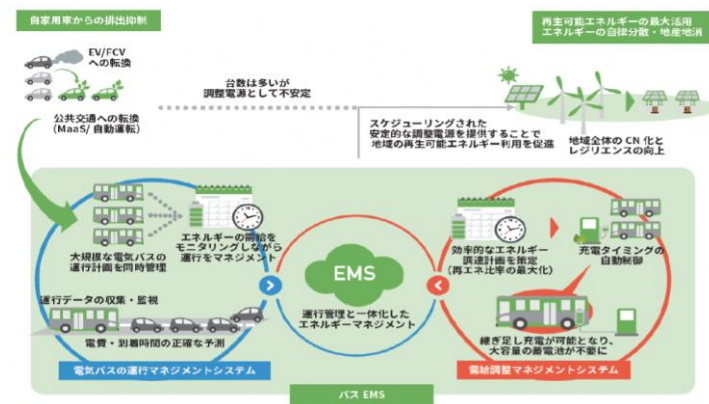 自家用車からの排出抑制
EV/FCV
への転換
公共交通への転換
(MaaS/ 自動運転)
台数は多いが
調整電源として不安定
再生可能エネルギーの最大活用
エネルギーの自律分散・地産地消
スケジューリングされた
安定的な調整電源を提供することで
地域の再生可能エネルギー利用を促進
地域全体の CN 化と
レジリエンスの向上
大規模な電気バスの
運行計画を同時管理
エネルギーの需給を
モニタリングしながら
運行をマネジメント
運行データの収集・監視
電費・到着時間の正確な予測
電気バスの運行マネジメントシステム
EMS
運行管理と一体化した
エネルギーマネジメント
効率的なエネルギー
調達計画を策定
(再エネ比率の最大化)
充電タイミングの
自動制御
継ぎ足し充電が可能となり、
大容量の蓄電池が不要に
需給調整マネジメントシステム
バス EMS